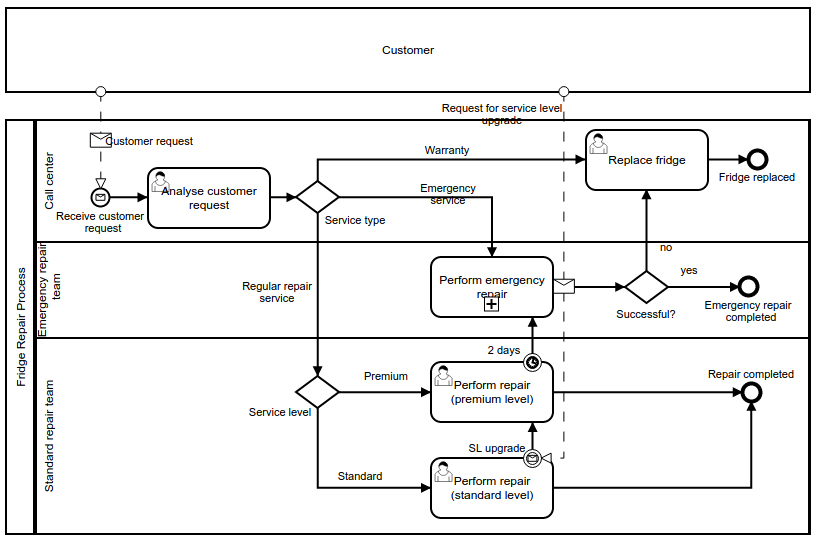 Customer
Request for service level
upgrade
Customer request
Receive customer
request
Analyse customer
request
Service type
Warranty
Emergency
service
Replace fridge
Fridge replaced
Call center
Fridge Repair Process
Emergency repair
team
Regular repair
service
Perform emergency
repair
no
yes
Successful?
Emergency repair
completed
Standard repair team
Service level
Premium
2 days
Perform repair
(premium level)
Repair completed
SL upgrade
Standard
Perform repair
(standard level)